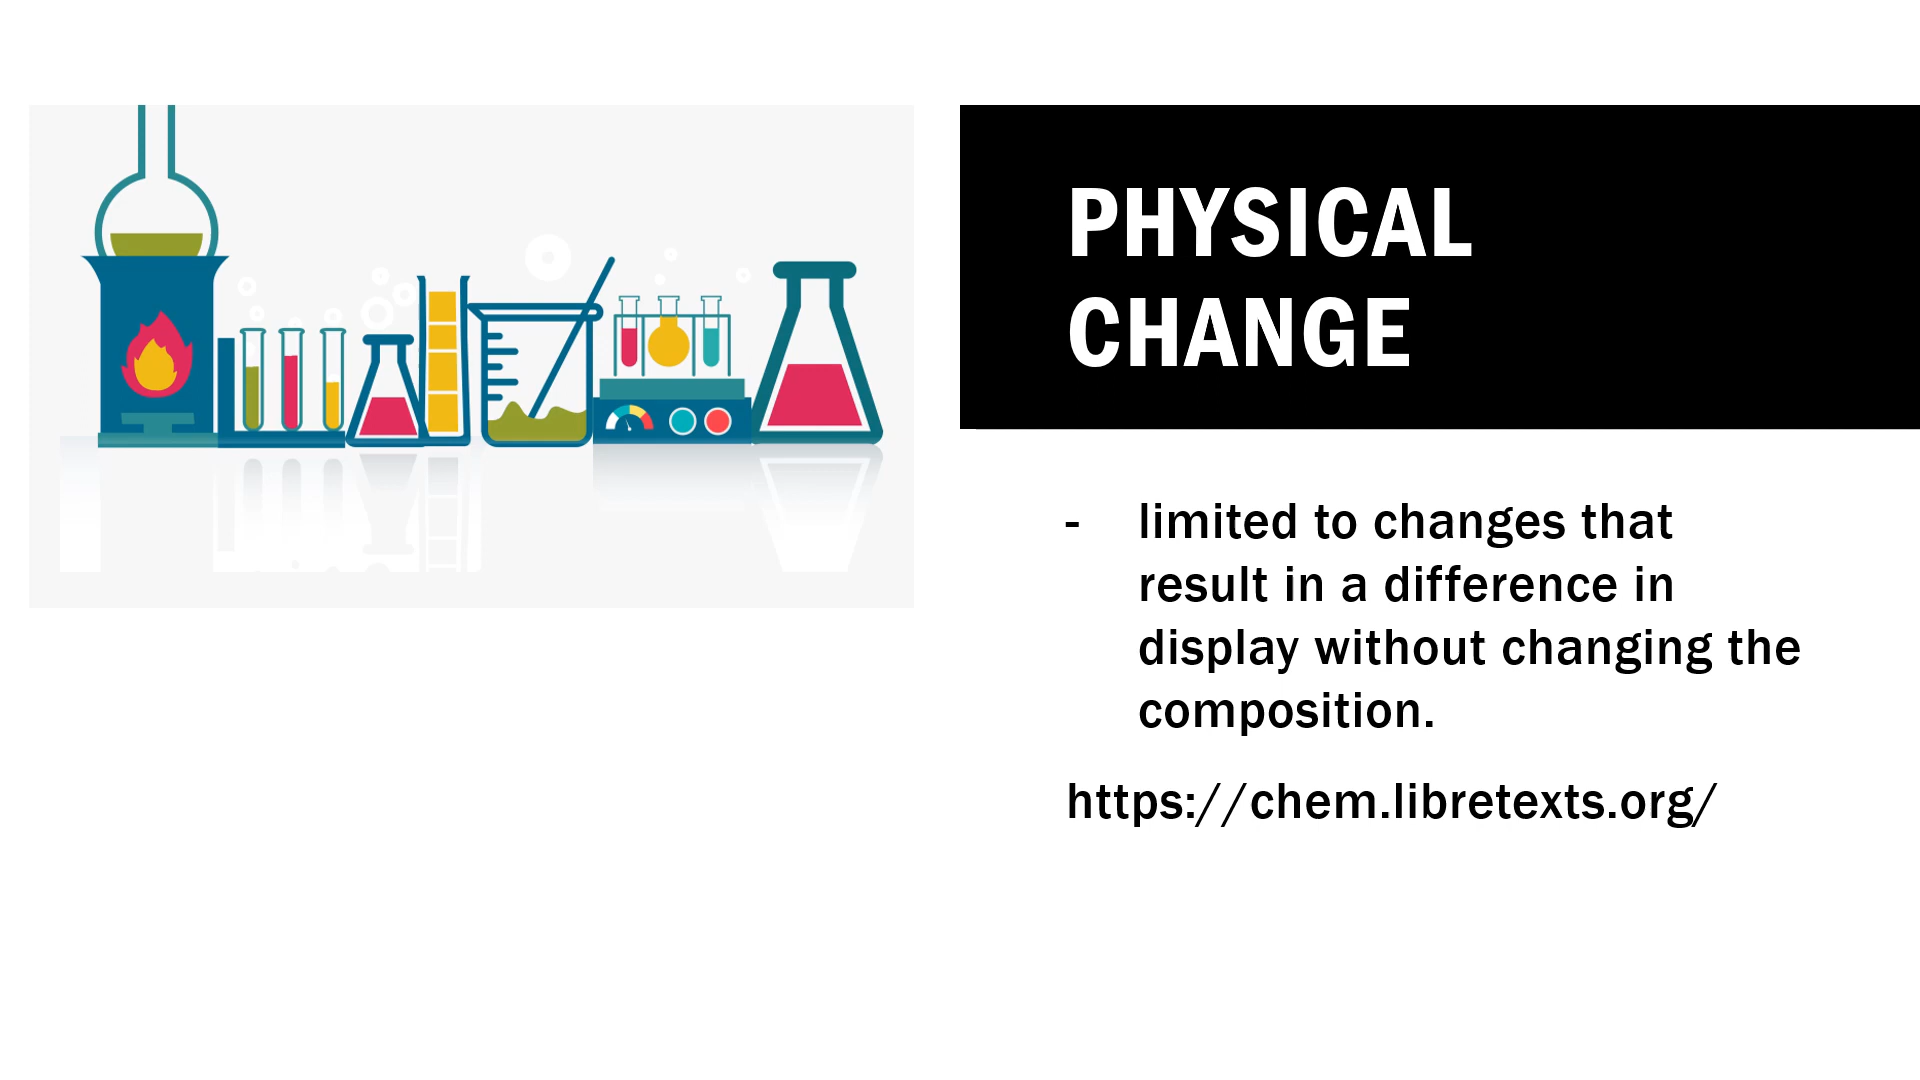 PHYSICAL
CHANGE
- limited to changes that
result in a difference in
display without changing the
composition.
https://chem.libretexts.org/